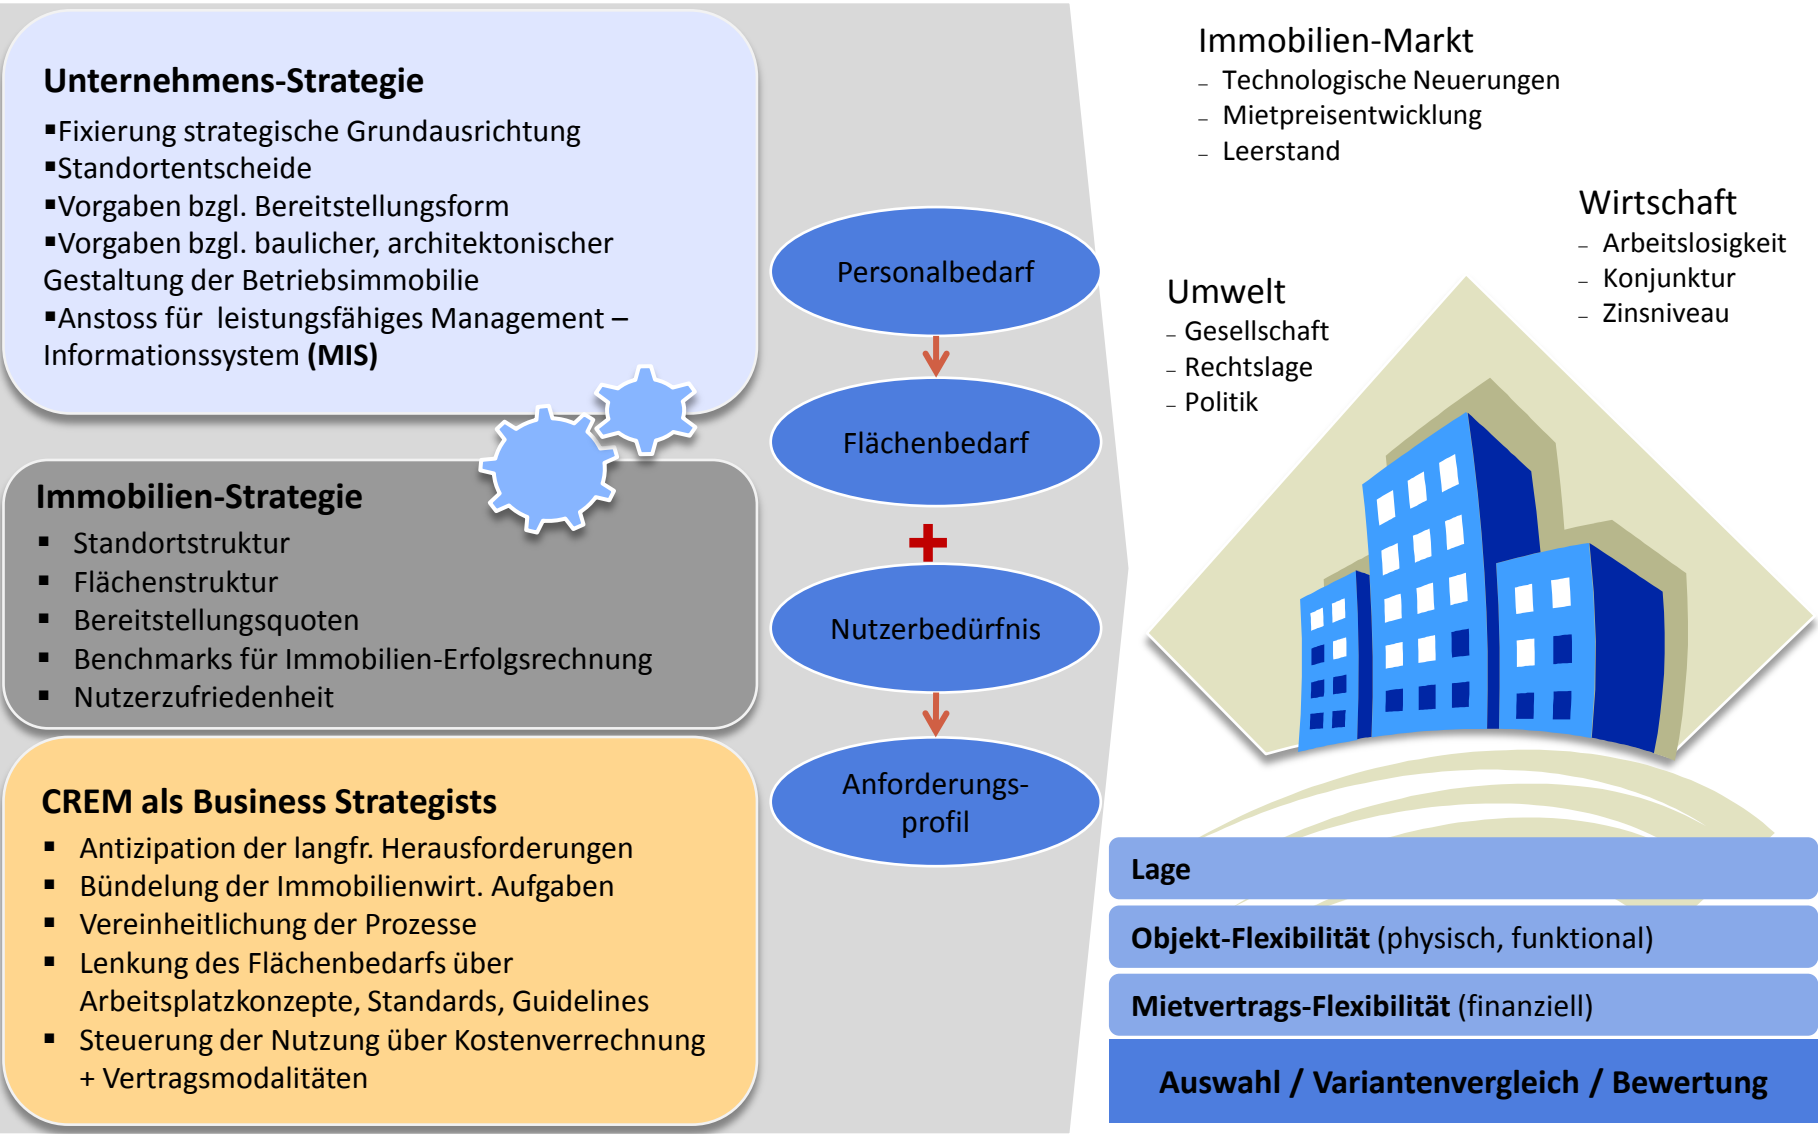 Unternehmens-Strategie
▪Fixierung strategische Grundausrichtung
▪Standortentscheide
▪Vorgaben bzgl. Bereitstellungsform
▪Vorgaben bzgl. baulicher, architektonischer
Gestaltung der Betriebsimmobilie
▪Anstoss für leistungsfähiges Management –
Informationssystem (MIS)
Immobilien-Strategie
▪ Standortstruktur
▪ Flächenstruktur
▪ Bereitstellungsquoten
▪ Benchmarks für Immobilien-Erfolgsrechnung
▪ Nutzerzufriedenheit
CREM als Business Strategists
▪ Antizipation der langfr. Herausforderungen
▪ Bündelung der Immobilienwirt. Aufgaben
▪ Vereinheitlichung der Prozesse
▪ Lenkung des Flächenbedarfs über
Arbeitsplatzkonzepte, Standards, Guidelines
▪ Steuerung der Nutzung über Kostenverrechnung
+ Vertragsmodalitäten
Personalbedarf
Flächenbedarf
+
Nutzerbedürfnis
Anforderungs-
profil
Immobilien-Markt
– Technologische Neuerungen
– Mietpreisentwicklung
– Leerstand
Wirtschaft
– Arbeitslosigkeit
– Konjunktur
– Zinsniveau
Umwelt
– Gesellschaft
– Rechtslage
– Politik
Lage
Objekt-Flexibilität (physisch, funktional)
Mietvertrags-Flexibilität (finanziell)
Auswahl / Variantenvergleich / Bewertung